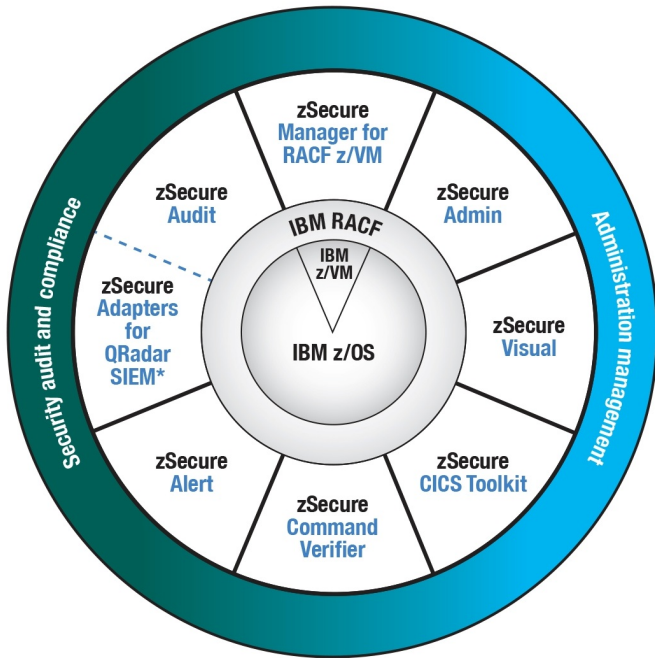 zSecure
Manager for
RACF z/VM
zSecure
Admin
zSecure
Visual
zSecure
CICS Toolkit
zSecure
Command
Verifier
zSecure
Alert
zSecure
Adapters
for
QRadar
SIEM*
zSecure
Audit
IBM RACF
IBM
z/VM
IBM z/OS
Security audit and compliance
Administration management